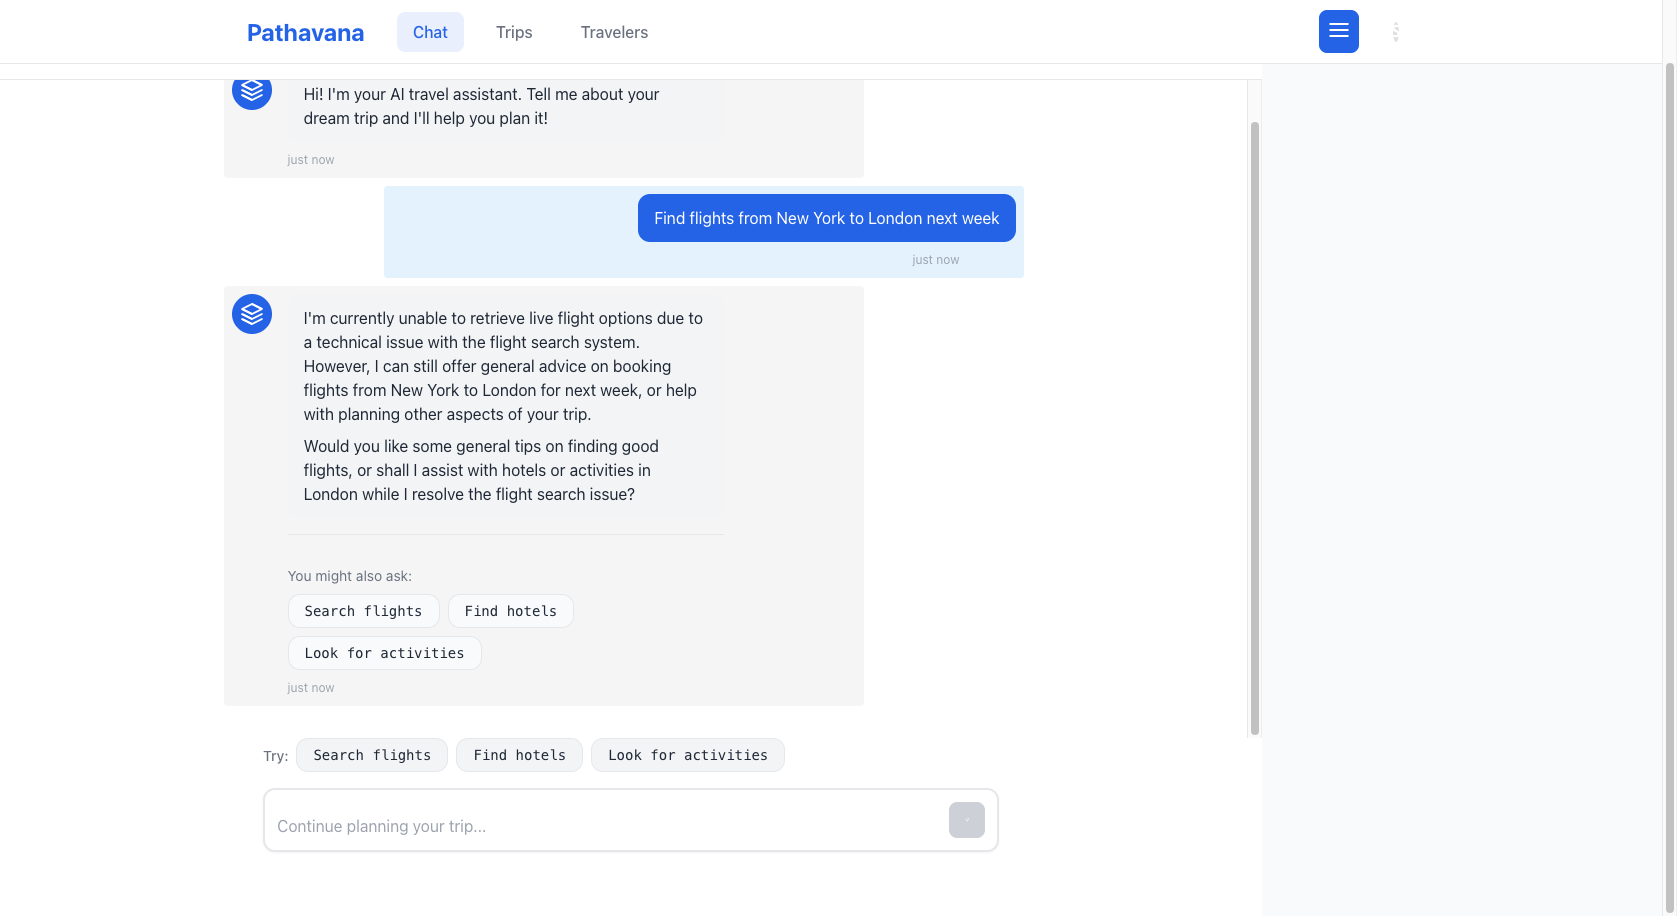 Pathavana
Chat
Trips
Travelers
Hi! I'm your AI travel assistant. Tell me about your
dream trip and I'll help you plan it!
just now
Find flights from New York to London next week
just now
I'm currently unable to retrieve live flight options due to
a technical issue with the flight search system.
However, I can still offer general advice on booking
flights from New York to London for next week, or help
with planning other aspects of your trip.
Would you like some general tips on finding good
flights, or shall I assist with hotels or activities in
London while I resolve the flight search issue?
You might also ask:
Search flights
Find hotels
Look for activities
just now
Try:
Search flights
Find hotels
Look for activities
Continue planning your trip...